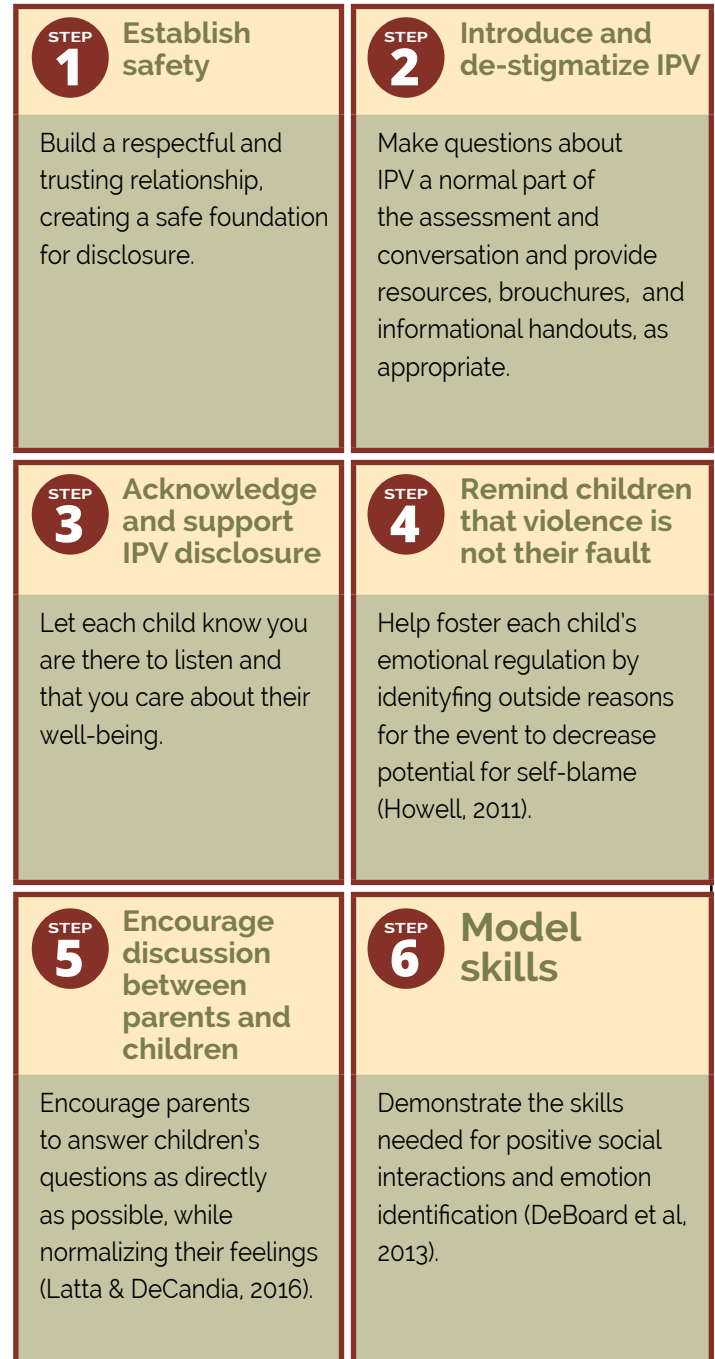 STEP
1
Establish
safety
Build a respectful and
trusting relationship,
creating a safe foundation
for disclosure.
STEP
2
Introduce and
de-stigmatize IPV
Make questions about
IPV a normal part of
the assessment and
conversation and provide
resources, brouchures,  and
informational handouts, as
appropriate.
STEP
3
Acknowledge
and support
IPV disclosure
Let each child know you
are there to listen and
that you care about their
well-being.
STEP
4
Remind children
that violence is
not their fault
Help foster each child's
emotional regulation by
idenityfing outside reasons
for the event to decrease
potential for self-blame
(Howell, 2011).
STEP
5
Encourage
discussion
between
parents and
children
Encourage parents
to answer children's
questions as directly
as possible, while
normalizing their feelings
(Latta & DeCandia, 2016).
STEP
6
Model
skills
Demonstrate the skills
needed for positive social
interactions and emotion
identification (DeBoard et al,
2013).